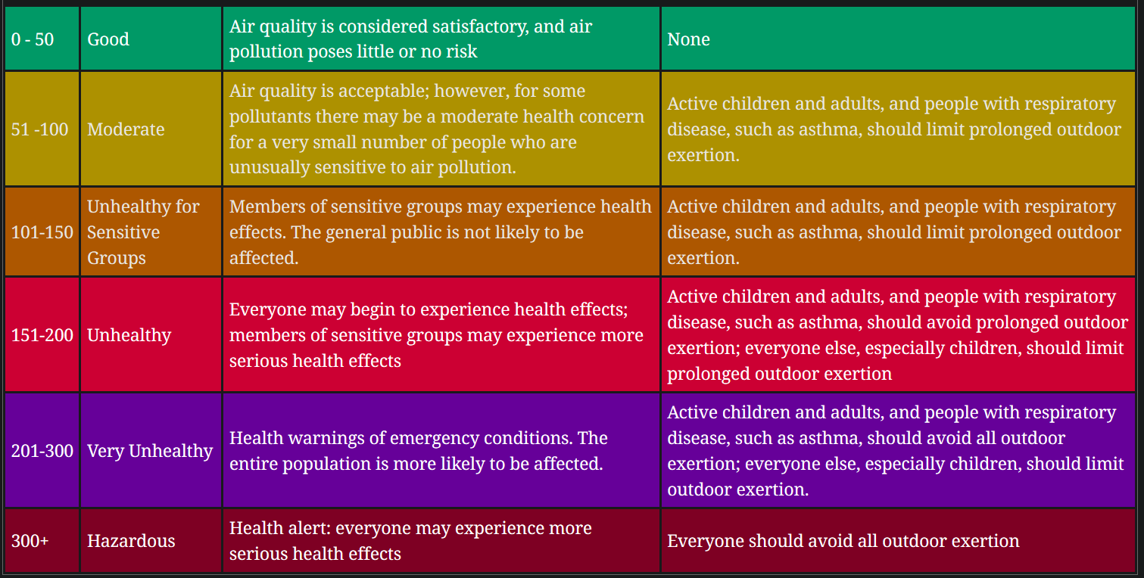 0 - 50
Good
Air quality is considered satisfactory, and air
pollution poses little or no risk
None
51 -100
Moderate
Air quality is acceptable; however, for some
pollutants there may be a moderate health concern
for a very small number of people who are
unusually sensitive to air pollution.
Active children and adults, and people with respiratory
disease, such as asthma, should limit prolonged outdoor
exertion.
101-150
Unhealthy for
Sensitive
Groups
Members of sensitive groups may experience health
effects. The general public is not likely to be
affected.
Active children and adults, and people with respiratory
disease, such as asthma, should limit prolonged outdoor
exertion.
151-200
Unhealthy
Everyone may begin to experience health effects;
members of sensitive groups may experience more
serious health effects
Active children and adults, and people with respiratory
disease, such as asthma, should avoid prolonged outdoor
exertion; everyone else, especially children, should limit
prolonged outdoor exertion
201-300
Very Unhealthy
Health warnings of emergency conditions. The
entire population is more likely to be affected.
Active children and adults, and people with respiratory
disease, such as asthma, should avoid all outdoor
exertion; everyone else, especially children, should limit
outdoor exertion.
300+
Hazardous
Health alert: everyone may experience more
serious health effects
Everyone should avoid all outdoor exertion